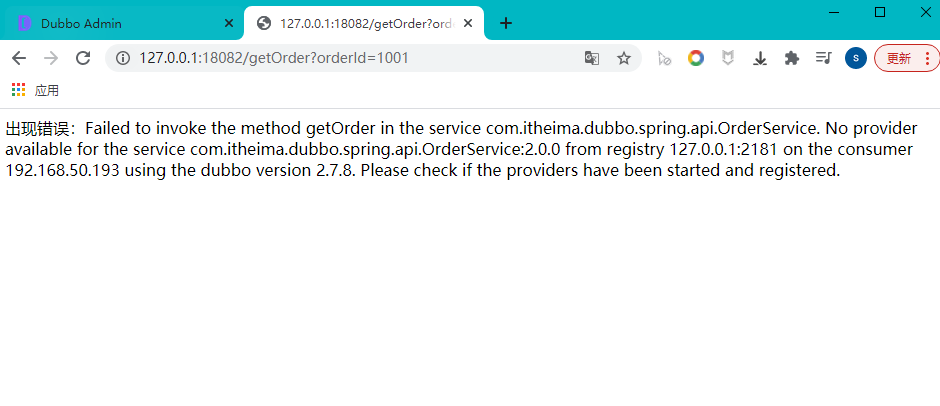 Dubbo Admin
127.0.0.1:18082/getOrder?orde
127.0.0.1:18082/getOrder?orderId=1001
S
更新
应用
出现错误：Failed to invoke the method getOrder in the service com.itheima.dubbo.spring.api.OrderService. No provider
available for the service com.itheima.dubbo.spring.api.OrderService:2.0.0 from registry 127.0.0.1:2181 on the consumer
192.168.50.193 using the dubbo version 2.7.8. Please check if the providers have been started and registered.